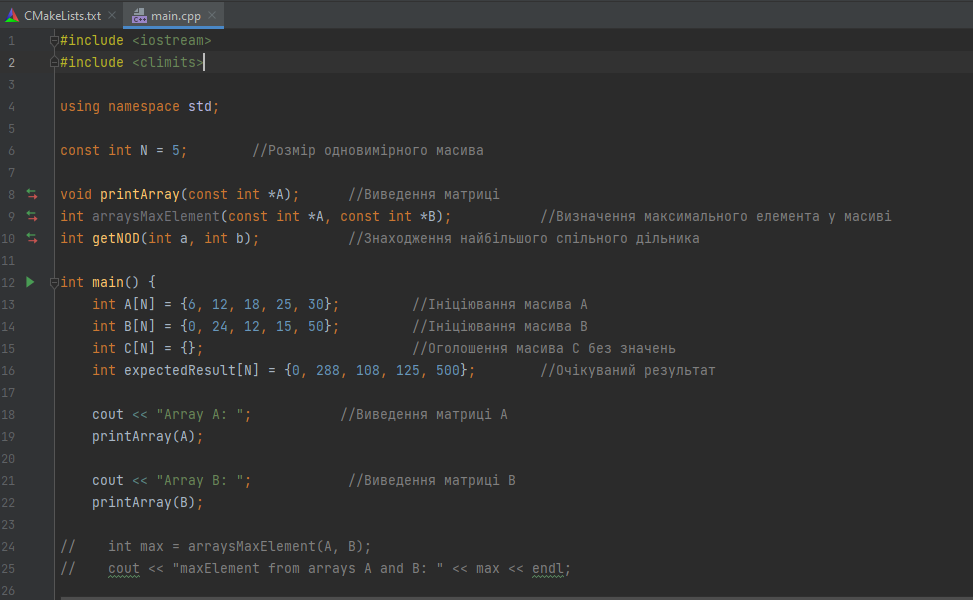 CMakeLists.txt × main.cpp ×
1 #include <iostream>
2 #include <climits>
3
4 using namespace std;
5
6 const int N = 5; //Розмір одновимірного масива
7
8 void printArray(const int *A); //Виведення матриці
9 int arraysMaxElement(const int *A, const int *B); //Визначення максимального елемента у масиві
10 int getNOD(int a, int b); //Знаходження найбільшого спільного дільника
11
12 int main() {
13 int A[N] = {6, 12, 18, 25, 30}; //Ініціювання масива A
14 int B[N] = {0, 24, 12, 15, 50}; //Ініціювання масива B
15 int C[N] = {}; //Оголошення масива C без значень
16 int expectedResult[N] = {0, 288, 108, 125, 500}; //Очікуваний результат
17
18 cout << "Array A: "; //Виведення матриці A
19 printArray(A);
20
21 cout << "Array B: "; //Виведення матриці B
22 printArray(B);
23
24 // int max = arraysMaxElement(A, B);
25 // cout << "maxElement from arrays A and B: " << max << endl;
26